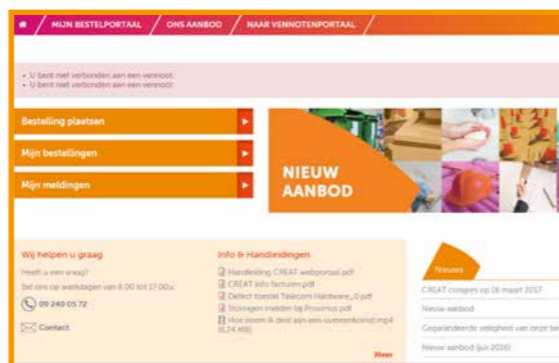 MIJN BESTELPORTAAL / ONS AANBOD / NAAR VENNOTENPORTAAL /
• U bent niet verbonden aan een vennoot.
• U bent niet verbonden aan een vennoot.
Bestelling plaatsen
Mijn bestellingen
Mijn meldingen
NIEUW
AANBOD
Wij helpen u graag
Heeft u een vraag?
Bel ons op werkdagen van 8.00 tot 17.00u.
09 240 05 72
Contact
Info & Handleidingen
Handleiding CREAT webportaal.pdf
CREAT info facturen.pdf
Defect toestel Telecom Hardware_0.pdf
Storingen melden bij Proximus.pdf
Hoe neem ik deel aan een overeenkomst.mp4
(6.24 MB)
Meer
Nieuws
CREAT congres op 16 maart 2017
Nieuw aanbod
Gegarandeerde veiligheid van onze be
Nieuw aanbod (juli 2016)